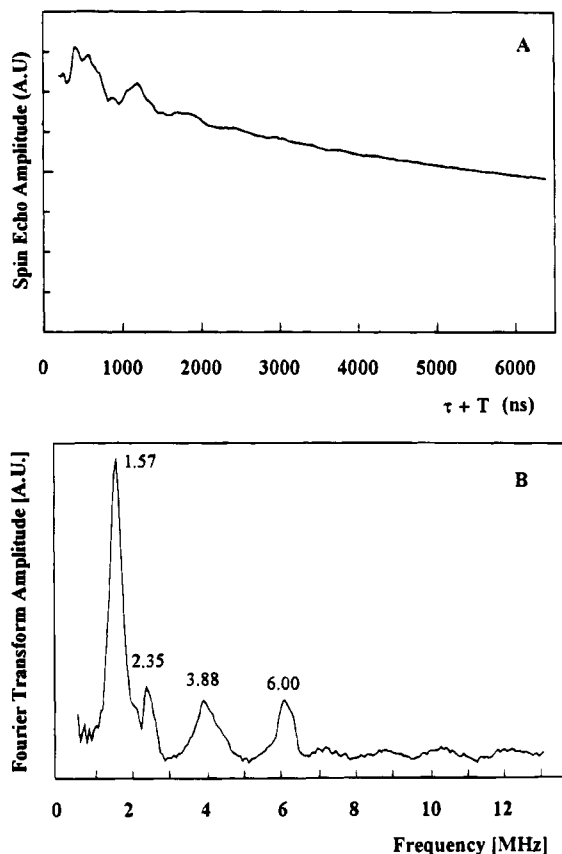 A
Spin Echo Amplitude (A.U)
0 1000 2000 3000 4000 5000 6000
τ + T (ns)
B
Fourier Transform Amplitude [A.U.]
1.57
2.35
3.88
6.00
0 2 4 6 8 10 12
Frequency [MHz]